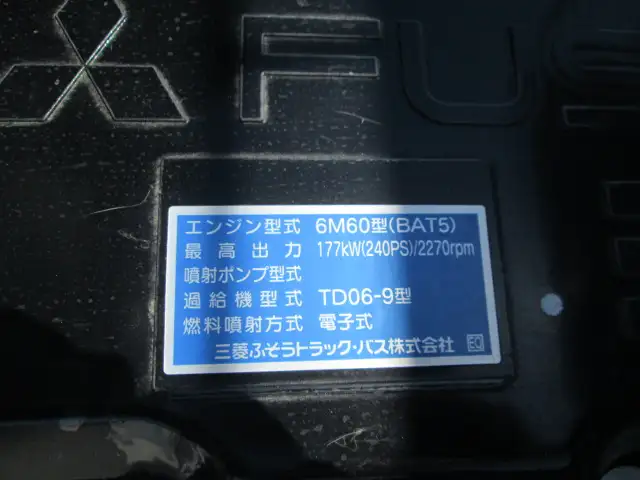 FU
エンジン型式 6M60型(BAT5)
最高出力 177kW(240PS)/2270rpm
噴射ポンプ型式
過給機型式 TD06-9型
燃料噴射方式 電子式
三菱ふそうトラック・バス株式会社 EO